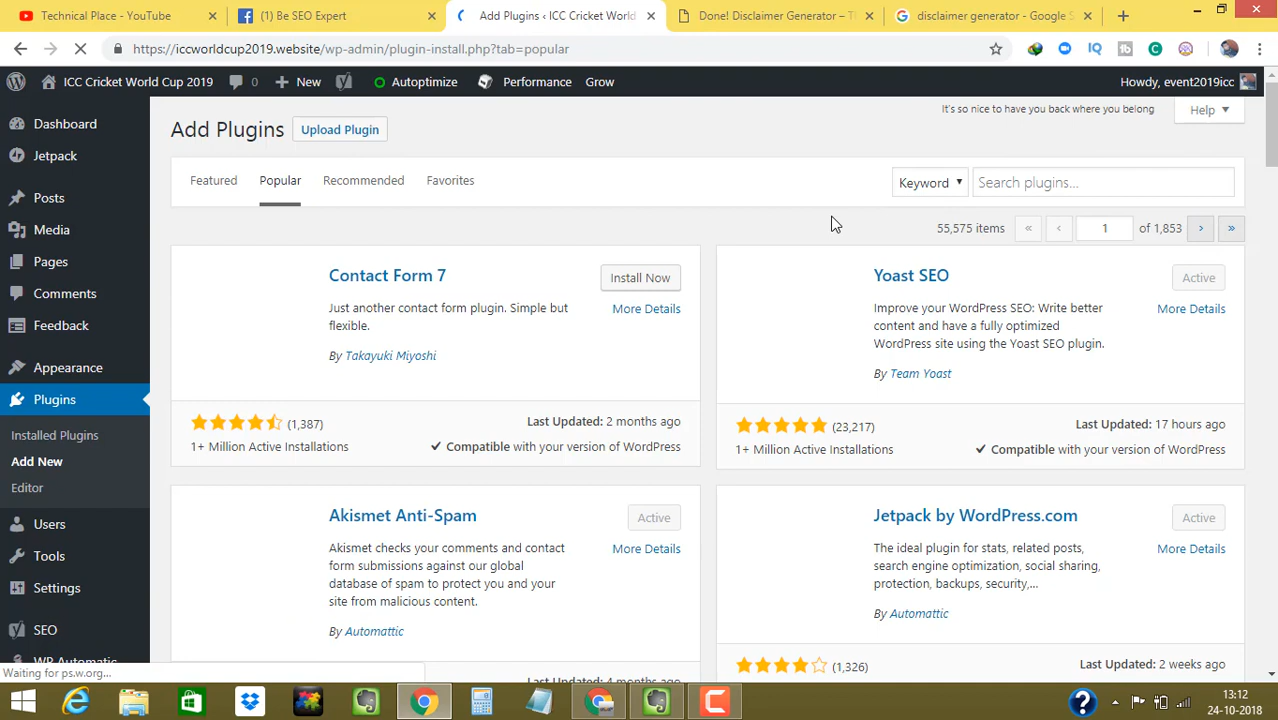 Technical Place - YouTube
(1) Be SEO Expert
Add Plugins ‹ ICC Cricket World
Done! Disclaimer Generator – Th
disclaimer generator - Google S
https://iccworldcup2019.website/wp-admin/plugin-install.php?tab=popular
ICC Cricket World Cup 2019
0
New
Autoptimize
Performance
Grow
Howdy, event2019icc
It's so nice to have you back where you belong
Help
Add Plugins
Upload Plugin
Featured
Popular
Recommended
Favorites
Keyword
Search plugins...
55,575 items
«
‹
1
of 1,853
›
»
Dashboard
Jetpack
Posts
Media
Pages
Comments
Feedback
Appearance
Plugins
Installed Plugins
Add New
Editor
Users
Tools
Settings
SEO
WP Automatic
Contact Form 7
Install Now
More Details
Just another contact form plugin. Simple but
flexible.
By Takayuki Miyoshi
(1,387)
Last Updated: 2 months ago
1+ Million Active Installations
Compatible with your version of WordPress
Yoast SEO
Active
More Details
Improve your WordPress SEO: Write better
content and have a fully optimized
WordPress site using the Yoast SEO plugin.
By Team Yoast
(23,217)
Last Updated: 17 hours ago
1+ Million Active Installations
Compatible with your version of WordPress
Akismet Anti-Spam
Active
More Details
Akismet checks your comments and contact
form submissions against our global
database of spam to protect you and your
site from malicious content.
By Automattic
Last Updated: 4 months ago
Jetpack by WordPress.com
Active
More Details
The ideal plugin for stats, related posts,
search engine optimization, social sharing,
protection, backups, security,...
By Automattic
(1,326)
Last Updated: 2 weeks ago
Waiting for ps.w.org...
13:12
24-10-2018